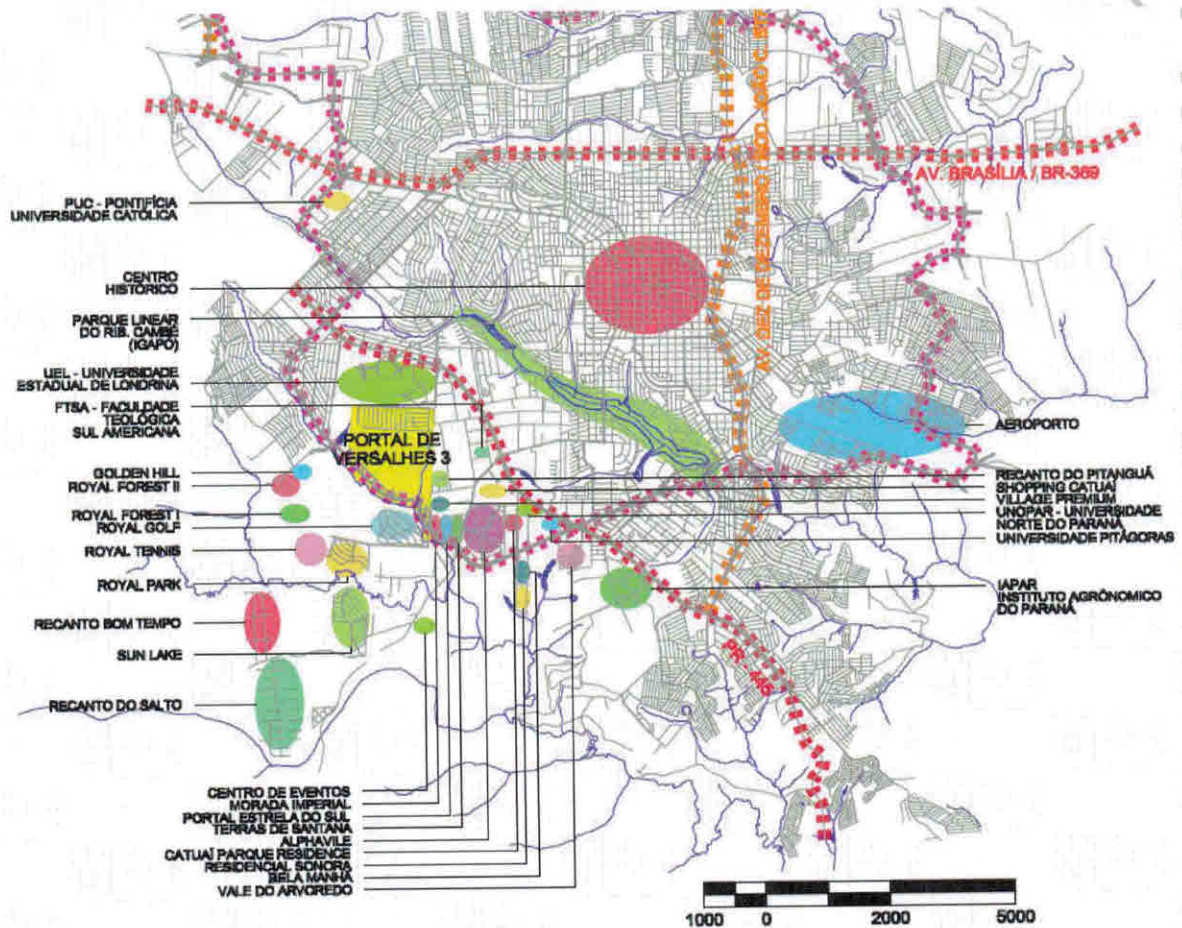 AV. DEZ DE DEZEMBRO / ROD. JOÃO C. STT
AV. BRASÍLIA / BR-369
PUC - PONTIFÍCIA
UNIVERSIDADE CATÓLICA
CENTRO
HISTÓRICO
PARQUE LINEAR
DO RIB. CAMBÉ
(IGAPÓ)
UEL - UNIVERSIDADE
ESTADUAL DE LONDRINA
FTSA - FACULDADE
TEOLÓGICA
SUL AMERICANA
PORTAL DE
VERSALHES 3
GOLDEN HILL
ROYAL FOREST II
ROYAL FOREST I
ROYAL GOLF
ROYAL TENNIS
ROYAL PARK
RECANTO BOM TEMPO
SUN LAKE
RECANTO DO SALTO
AEROPORTO
RECANTO DO PITANGUÁ
SHOPPING CATUAÍ
VILLAGE PREMIUM
UNOPAR - UNIVERSIDADE
NORTE DO PARANÁ
UNIVERSIDADE PITÁGORAS
IAPAR
INSTITUTO AGRÔNOMICO
DO PARANÁ
PR - 445
CENTRO DE EVENTOS
MORADA IMPERIAL
PORTAL ESTRELA DO SUL
TERRAS DE SANTANA
ALPHAVILE
CATUAÍ PARQUE RESIDENCE
RESIDENCIAL SONORA
BELA MANHÃ
VALE DO ARVOREDO
1000 0 2000 5000